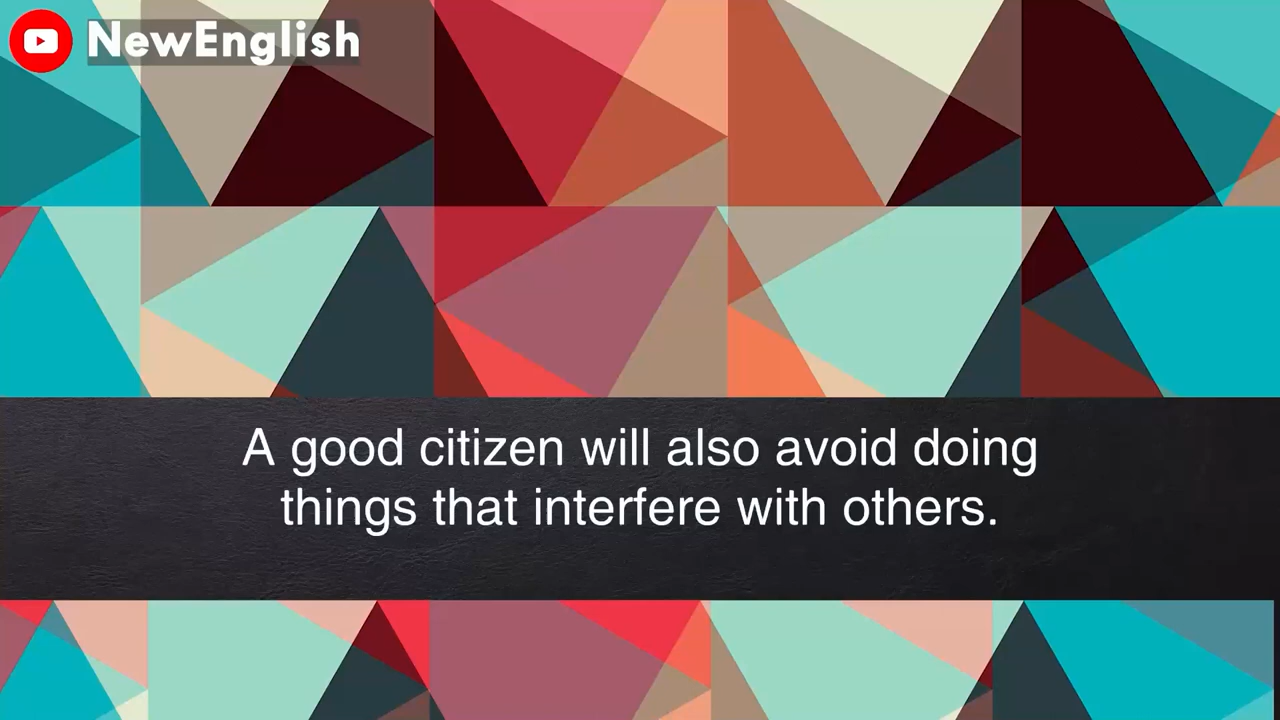 NewEnglish
A good citizen will also avoid doing
things that interfere with others.